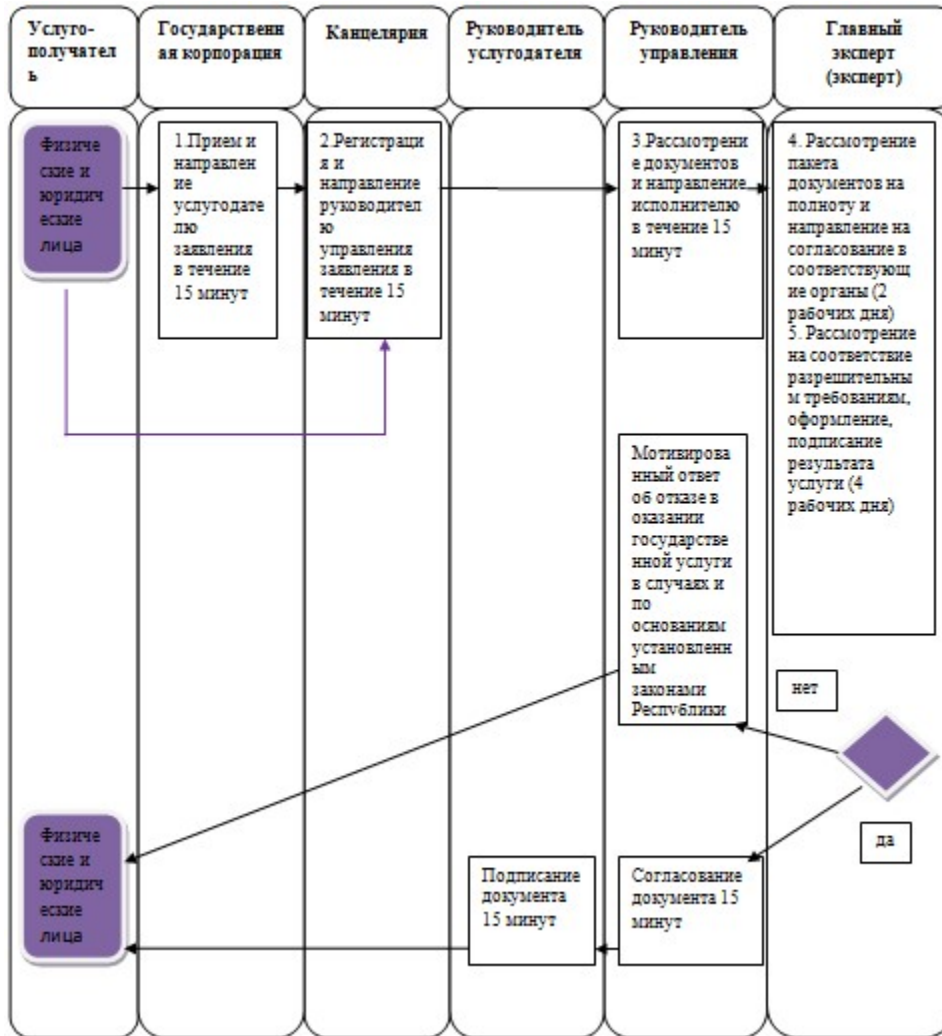 Услуго-
получател
ь
Государственн
ая корпорация
Канцелярия
Руководитель
услугодателя
Руководитель
управления
Главный
эксперт
(эксперт)
Физиче
ские и
юридич
еские
лица
1.Прием и
направлен
ие
услугодате
лю
заявления
в течение
15 минут
2.Регистраци
я и
направление
руководител
ю
управления
заявления в
течение 15
минут
3.Рассмотрени
е документов
и направление
исполнителю
в течение 15
минут
4. Рассмотрение
пакета
документов на
полноту и
направление на
согласование в
соответствующ
ие органы (2
рабочих дня)
5. Рассмотрение
на соответствие
разрешительны
м требованиям,
оформление,
подписание
результата
услуги (4
рабочих дня)
Мотивирова
нный ответ
об отказе в
оказании
государстве
нной услуги
в случаях и
по
основаниям
установленн
ым
законами
Республики
нет
да
Физиче
ские и
юридич
еские
лица
Подписание
документа
15 минут
Согласование
документа 15
минут